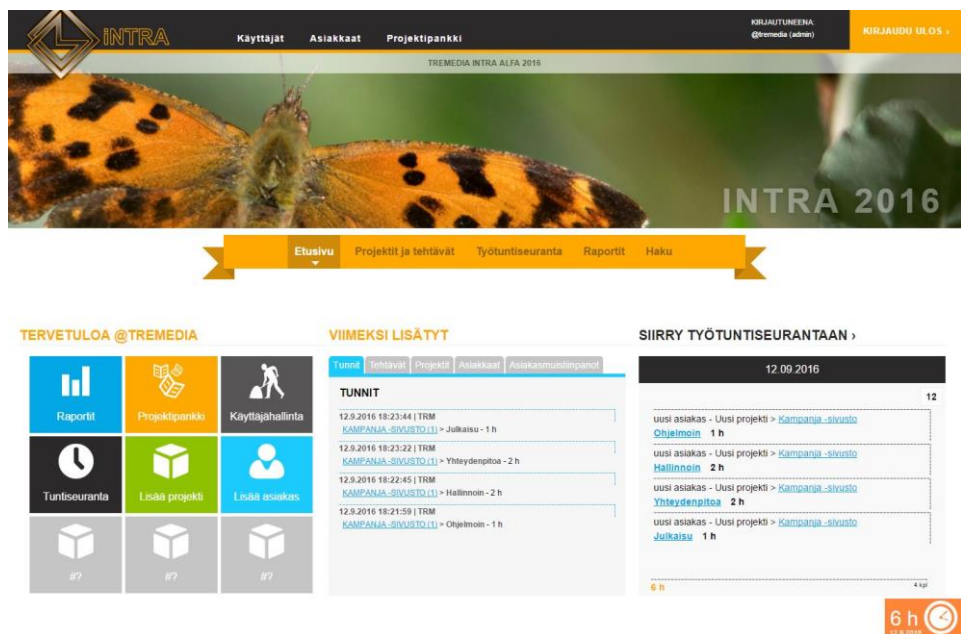 iNTRA
Käyttäjät Asiakkaat Projektipankki
KIRJAUTUNEENA:
@tremedia (admin)
KIRJAUDU ULOS ›
TREMEDIA INTRA ALFA 2016
INTRA 2016
Etusivu Projektit ja tehtävät Työtuntiseuranta Raportit Haku
TERVETULOA @TREMEDIA
Raportit Projektipankki Käyttäjähallinta
Tuntiseuranta Lisää projekti Lisää asiakas
#? #? #?
VIIMEKSI LISÄTYT
Tunnit Tehtävät Projektit Asiakkaat Asiakasmuistiinpanot
TUNNIT
12.9.2016 18:23:44 | TRM
KAMPANJA -SIVUSTO (1) > Julkaisu - 1 h
12.9.2016 18:23:22 | TRM
KAMPANJA -SIVUSTO (1) > Yhteydenpitoa - 2 h
12.9.2016 18:22:45 | TRM
KAMPANJA -SIVUSTO (1) > Hallinnoin - 2 h
12.9.2016 18:21:59 | TRM
KAMPANJA -SIVUSTO (1) > Ohjelmoin - 1 h
SIIRRY TYÖTUNTISEURANTAAN ›
12.09.2016
12
uusi asiakas - Uusi projekti > Kampanja -sivusto
Ohjelmoin 1 h
uusi asiakas - Uusi projekti > Kampanja -sivusto
Hallinnoin 2 h
uusi asiakas - Uusi projekti > Kampanja -sivusto
Yhteydenpitoa 2 h
uusi asiakas - Uusi projekti > Kampanja -sivusto
Julkaisu 1 h
6 h 4 kpl
6 h
12.9.2016